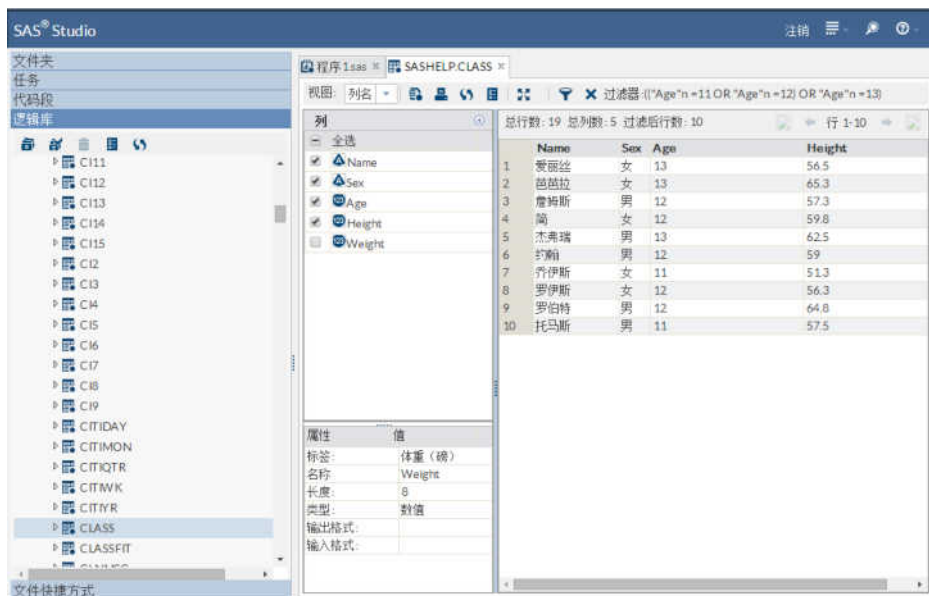 SAS® Studio
注销
文件夹
任务
代码段
逻辑库
CI11
CI12
CI13
CI14
CI15
CI2
CI3
CI4
CI5
CI6
CI7
CI8
CI9
CITIDAY
CITIMON
CITIQTR
CITIWK
CITIYR
CLASS
CLASSFIT
文件快捷方式
程序 1.sas × SASHELP.CLASS ×
视图: 列名 过滤器:(("Age"n =11 OR "Age"n =12) OR "Age"n =13)
列
全选
Name
Sex
Age
Height
Weight
属性 值
标签: 体重（磅）
名称 Weight
长度: 8
类型: 数值
输出格式:
输入格式:
总行数: 19 总列数: 5 过滤后行数: 10 行 1-10
Name Sex Age Height
1 爱丽丝 女 13 56.5
2 芭芭拉 女 13 65.3
3 詹姆斯 男 12 57.3
4 简 女 12 59.8
5 杰弗瑞 男 13 62.5
6 约翰 男 12 59
7 乔伊斯 女 11 51.3
8 罗伊斯 女 12 56.3
9 罗伯特 男 12 64.8
10 托马斯 男 11 57.5